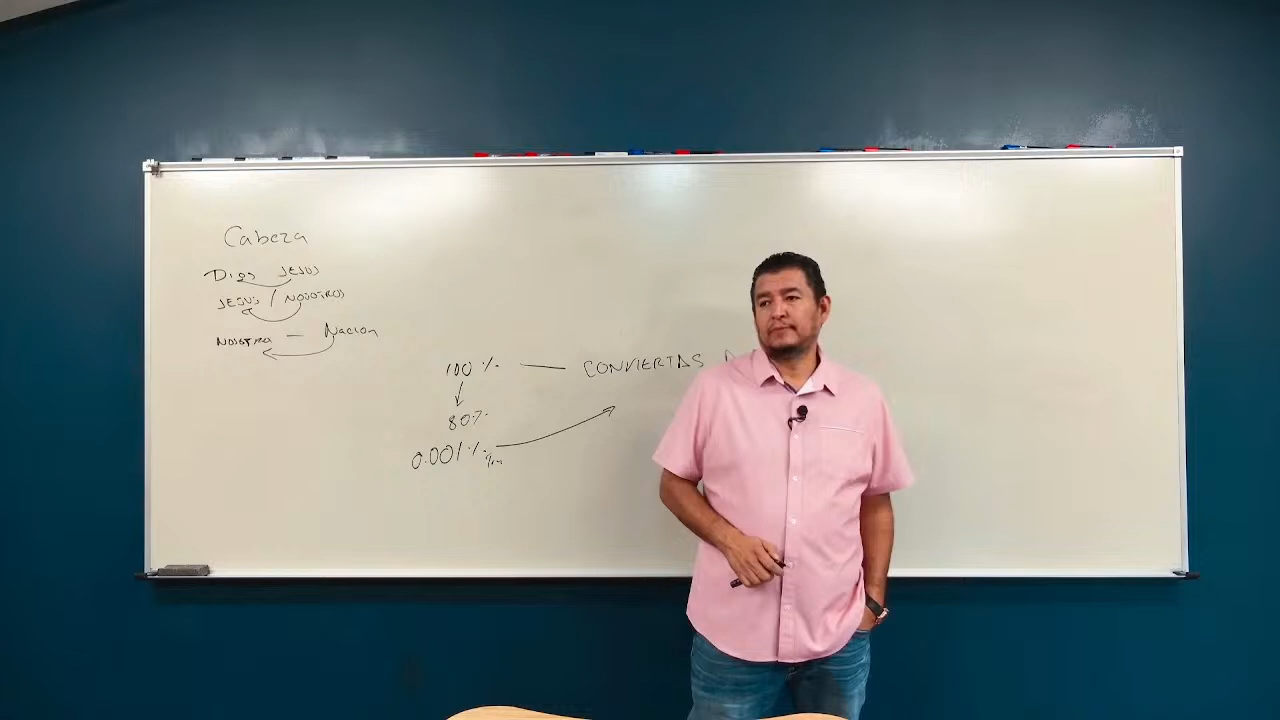 Cabeza
Dios JESUS
JESUS / NOSOTROS
NOSOTROS — Nacion
100 % — CONVIERTAS
80%
0.001%